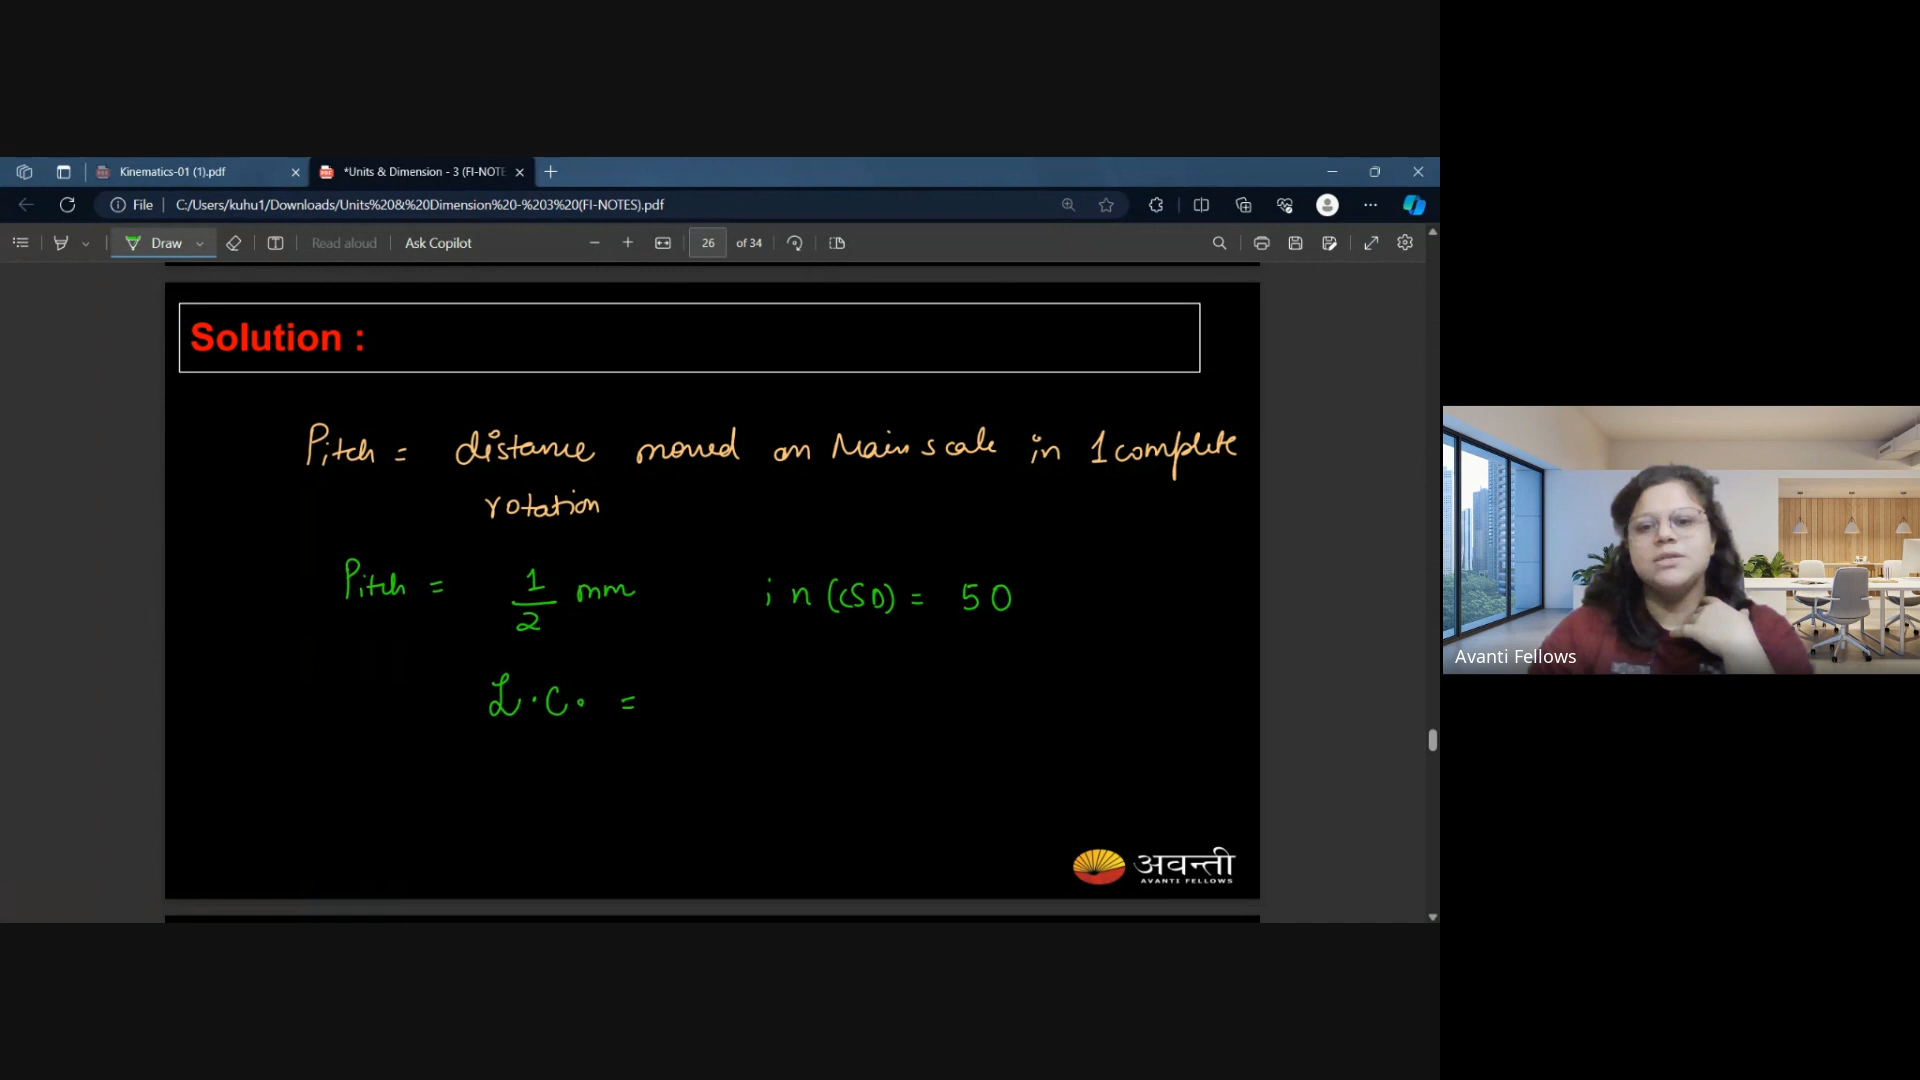 Kinematics-01 (1).pdf
*Units & Dimension - 3 (FI-NOTE
File
C:/Users/kuhu1/Downloads/Units%20&%20Dimension%20-%203%20(FI-NOTES).pdf
Draw
Read aloud
Ask Copilot
26 of 34
Solution :
Pitch = distance moved on Main scale in 1 complete
rotation
Pitch = 1/2 mm ; n (CSD) = 50
L.C. =
अवन्ती
AVANTI FELLOWS
Avanti Fellows